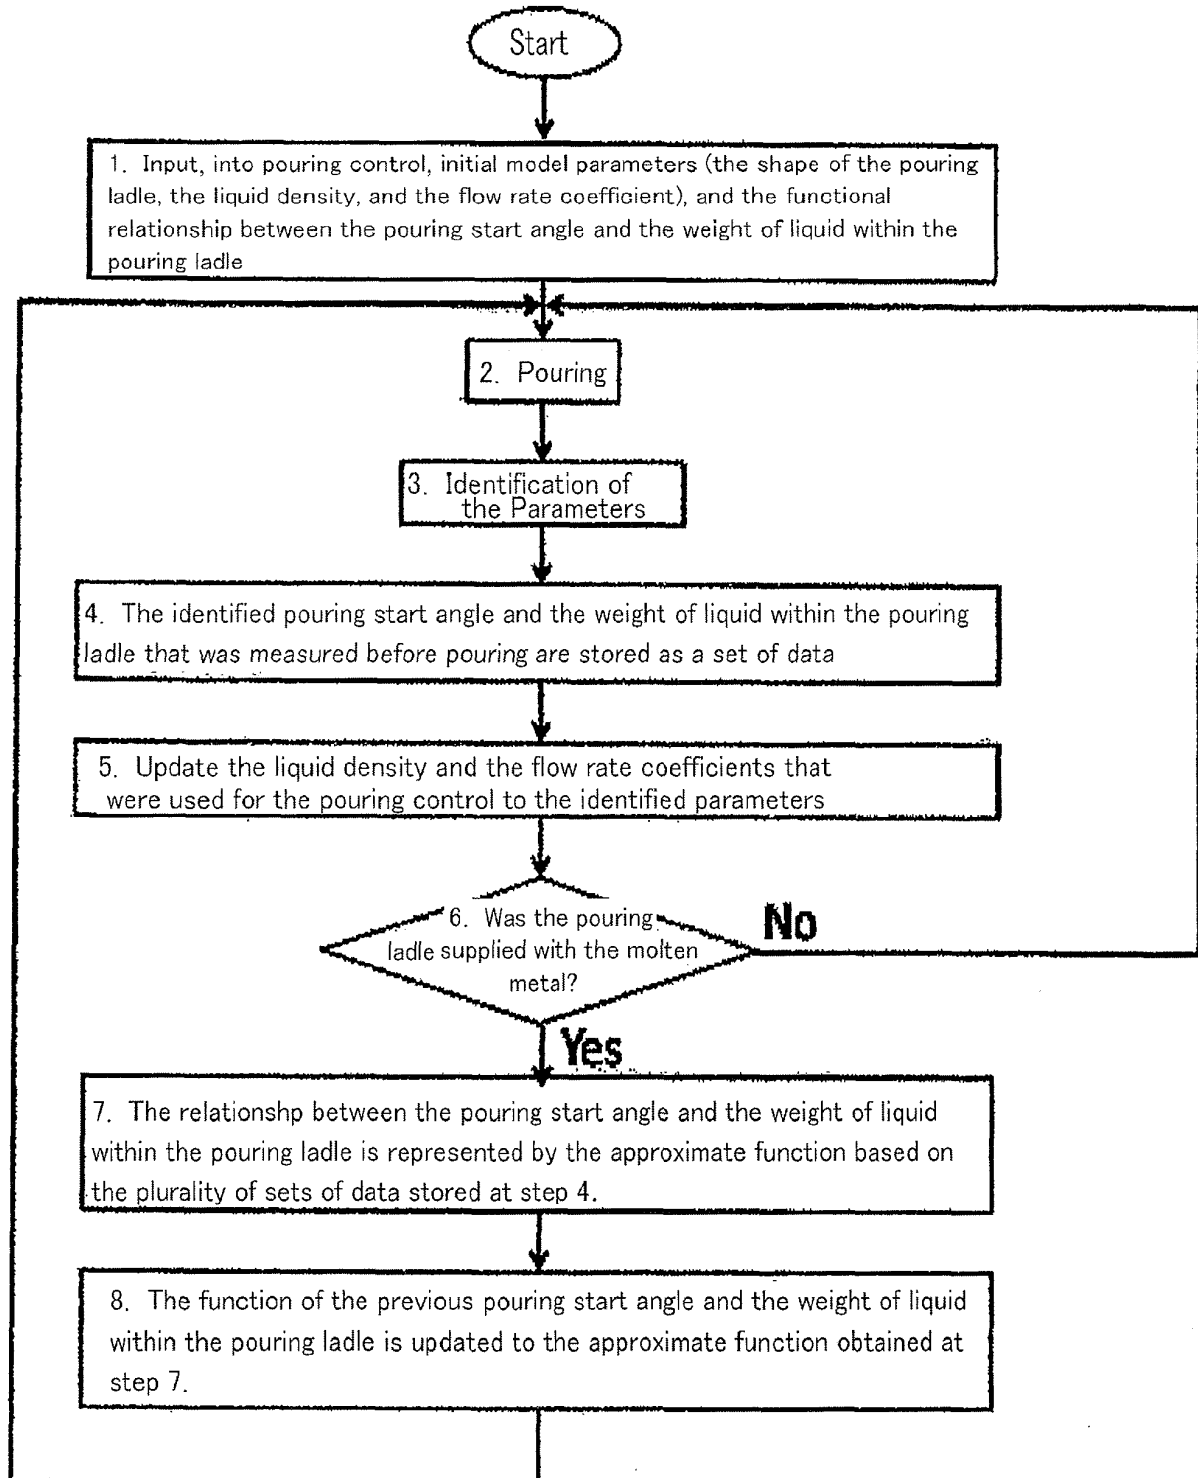 Start
1. Input, into pouring control, initial model parameters (the shape of the pouring
ladle, the liquid density, and the flow rate coefficient), and the functional
relationship between the pouring start angle and the weight of liquid within the
pouring ladle
2. Pouring
3. Identification of
the Parameters
4. The identified pouring start angle and the weight of liquid within the pouring
ladle that was measured before pouring are stored as a set of data
5. Update the liquid density and the flow rate coefficients that
were used for the pouring control to the identified parameters
6. Was the pouring
ladle supplied with the molten
metal?
No
Yes
7. The relationshp between the pouring start angle and the weight of liquid
within the pouring ladle is represented by the approximate function based on
the plurality of sets of data stored at step 4.
8. The function of the previous pouring start angle and the weight of liquid
within the pouring ladle is updated to the approximate function obtained at
step 7.